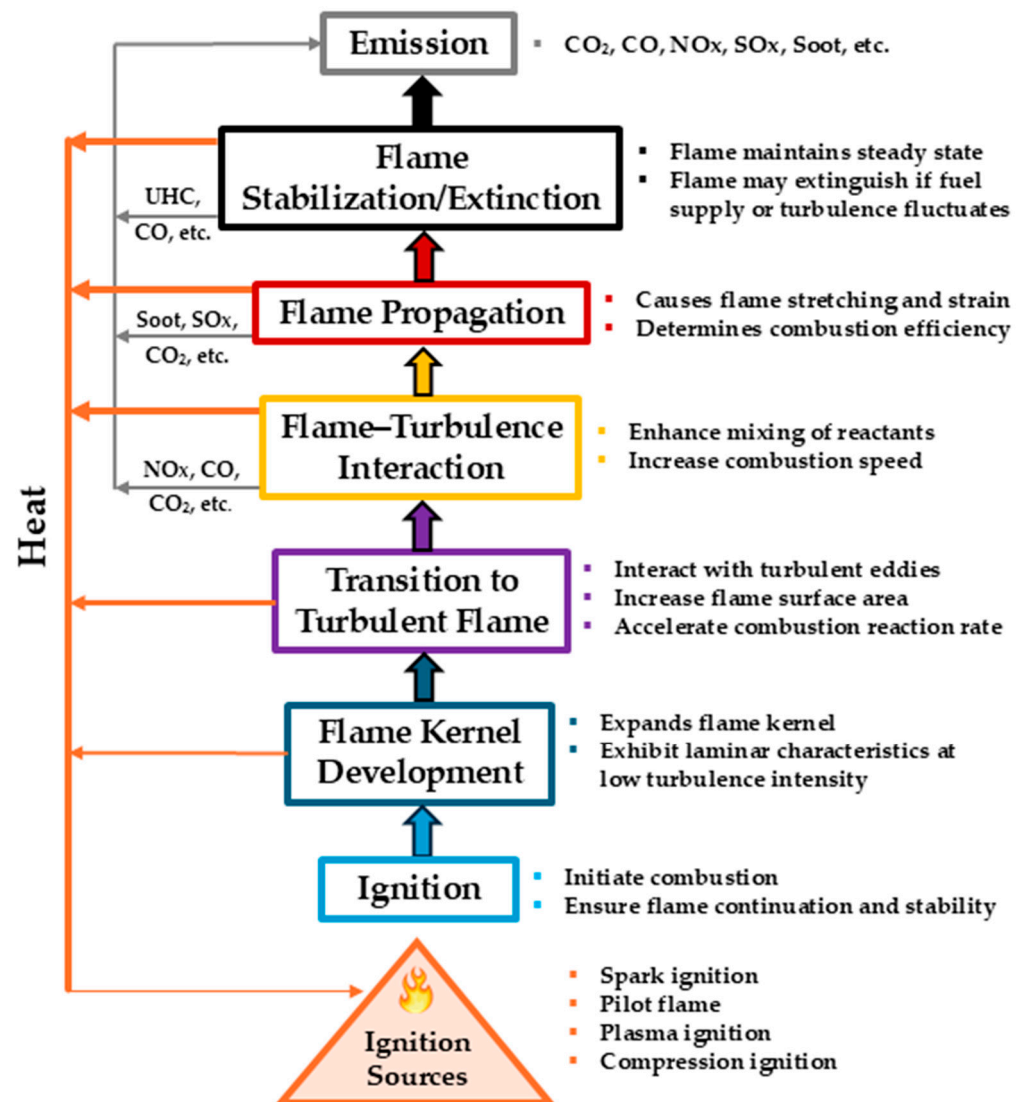 Emission
▪ CO₂, CO, NOx, SOx, Soot, etc.
Flame
Stabilization/Extinction
▪ Flame maintains steady state
▪ Flame may extinguish if fuel
supply or turbulence fluctuates
UHC,
CO, etc.
Flame Propagation
▪ Causes flame stretching and strain
▪ Determines combustion efficiency
Soot, SOx,
CO₂, etc.
Flame–Turbulence
Interaction
▪ Enhance mixing of reactants
▪ Increase combustion speed
NOx, CO,
CO₂, etc.
Heat
Transition to
Turbulent Flame
▪ Interact with turbulent eddies
▪ Increase flame surface area
▪ Accelerate combustion reaction rate
Flame Kernel
Development
▪ Expands flame kernel
▪ Exhibit laminar characteristics at
low turbulence intensity
Ignition
▪ Initiate combustion
▪ Ensure flame continuation and stability
Ignition
Sources
▪ Spark ignition
▪ Pilot flame
▪ Plasma ignition
▪ Compression ignition